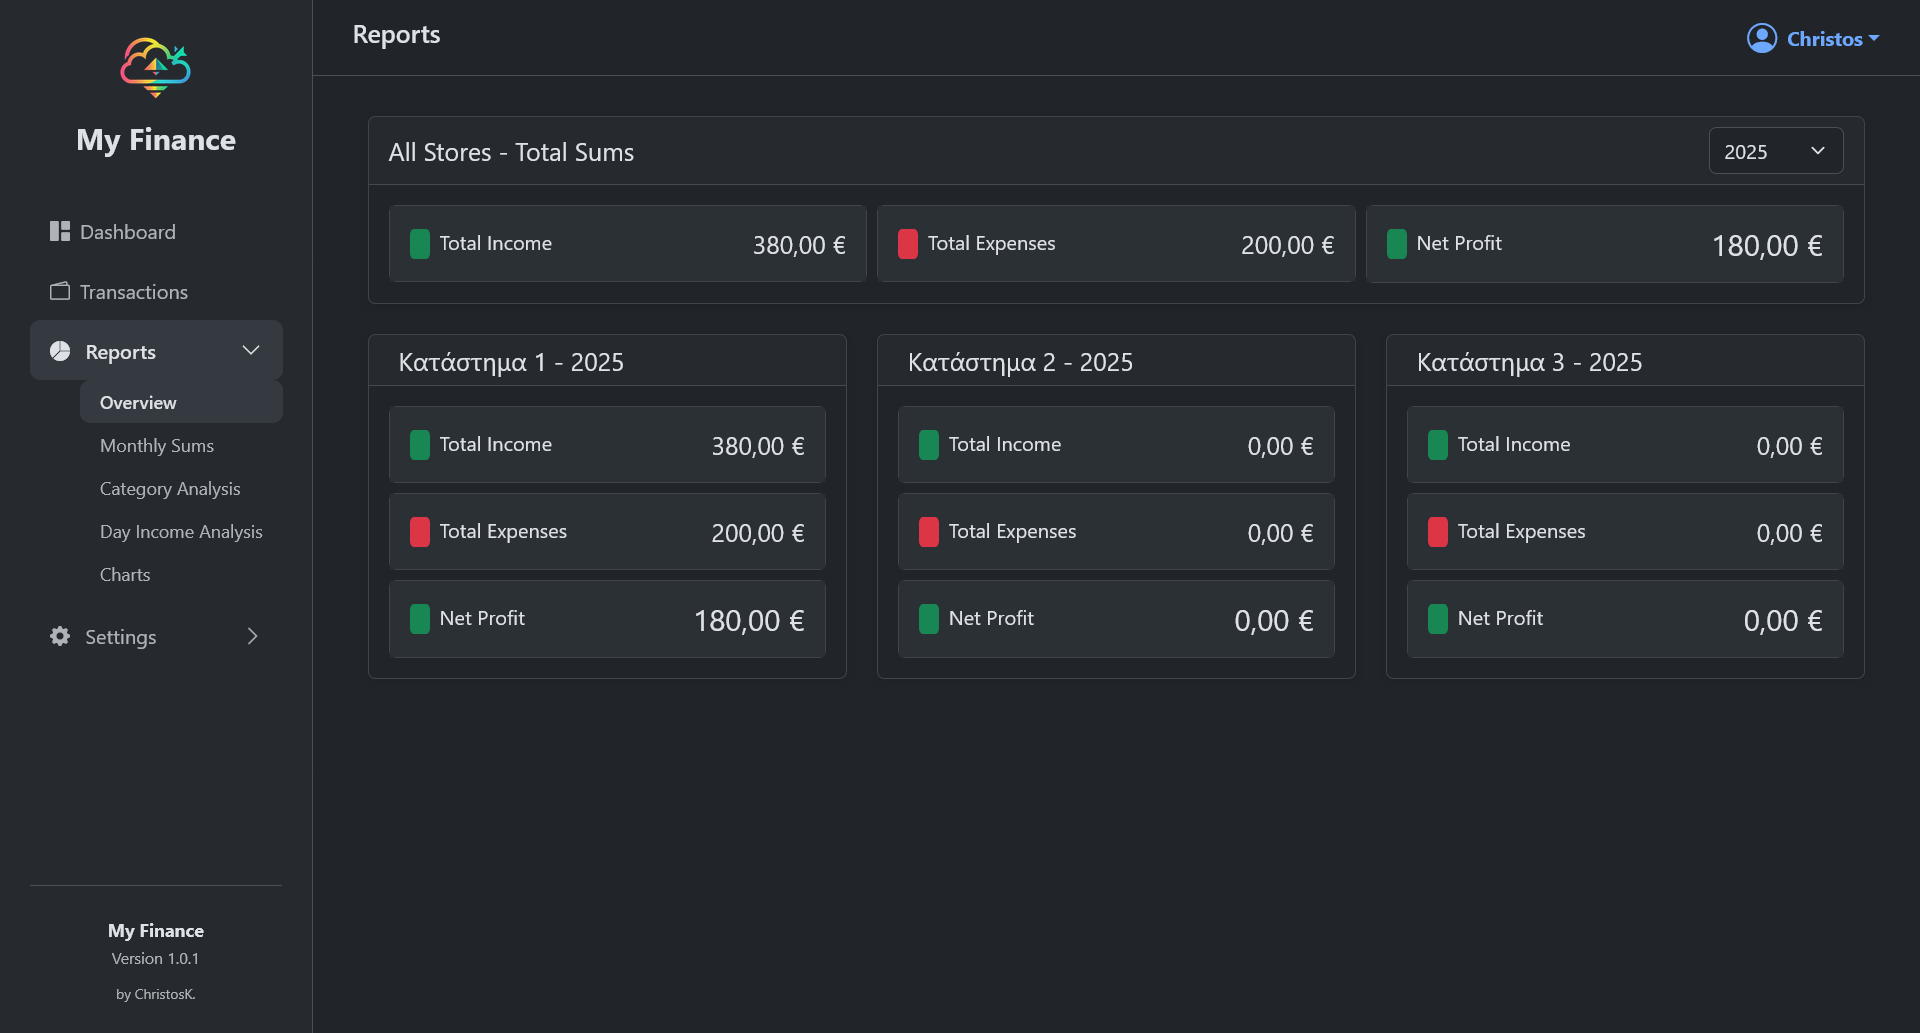 My Finance
Dashboard
Transactions
Reports
Overview
Monthly Sums
Category Analysis
Day Income Analysis
Charts
Settings
My Finance
Version 1.0.1
by ChristosK.
Reports
Christos
All Stores - Total Sums
2025
Total Income 380,00 €
Total Expenses 200,00 €
Net Profit 180,00 €
Κατάστημα 1 - 2025
Total Income 380,00 €
Total Expenses 200,00 €
Net Profit 180,00 €
Κατάστημα 2 - 2025
Total Income 0,00 €
Total Expenses 0,00 €
Net Profit 0,00 €
Κατάστημα 3 - 2025
Total Income 0,00 €
Total Expenses 0,00 €
Net Profit 0,00 €